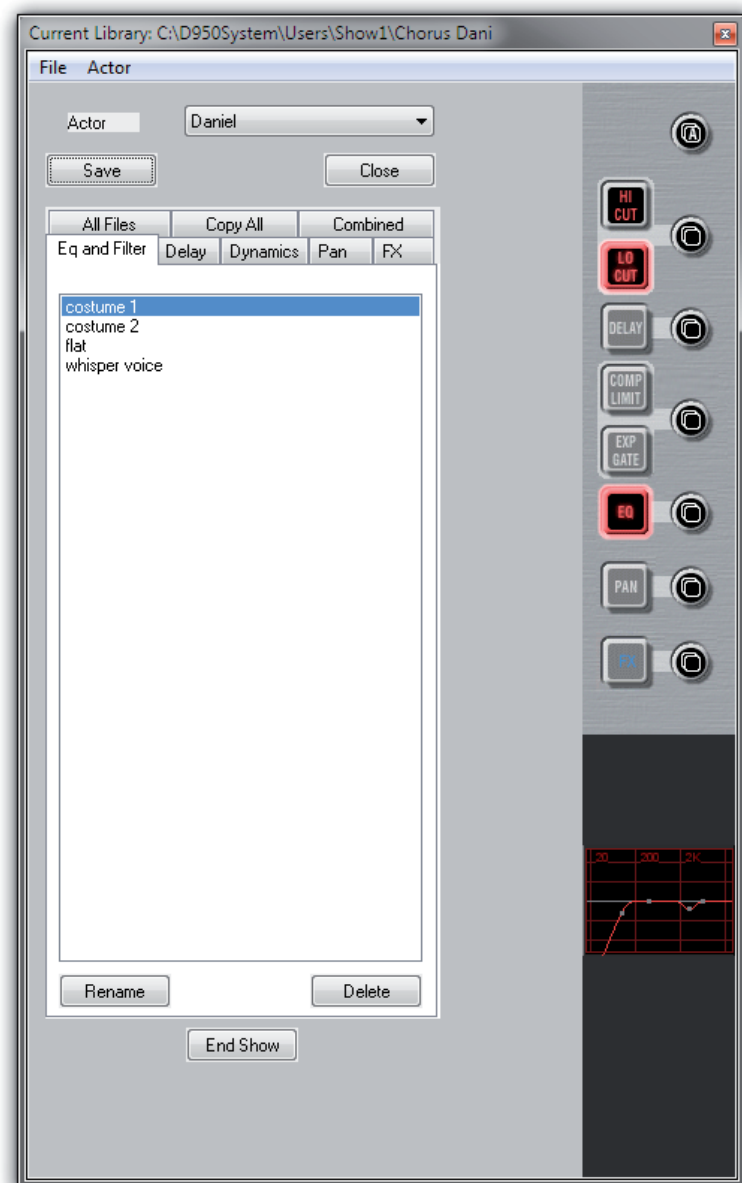 Current Library: C:\D950System\Users\Show1\Chorus Dani
File Actor
Actor Daniel
Save Close
All Files Copy All Combined
Eq and Filter Delay Dynamics Pan FX
costume 1
costume 2
flat
whisper voice
Rename Delete
End Show
A
HI
CUT
LO
CUT
DELAY
COMP
LIMIT
EXP
GATE
EQ
PAN
FX
20 200 2K